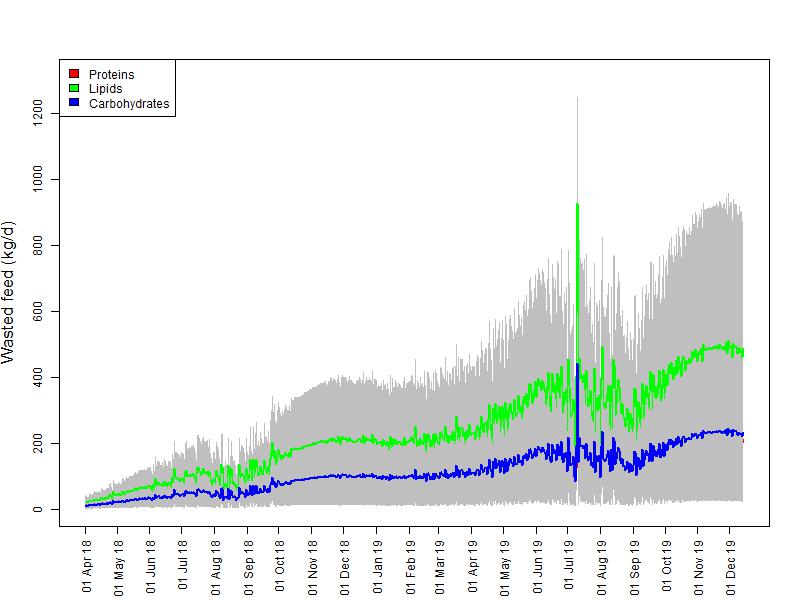 Proteins
Lipids
Carbohydrates
Wasted feed (kg/d)
1200
1000
800
600
400
200
0
01 Apr 18
01 May 18
01 Jun 18
01 Jul 18
01 Aug 18
01 Sep 18
01 Oct 18
01 Nov 18
01 Dec 18
01 Jan 19
01 Feb 19
01 Mar 19
01 Apr 19
01 May 19
01 Jun 19
01 Jul 19
01 Aug 19
01 Sep 19
01 Oct 19
01 Nov 19
01 Dec 19